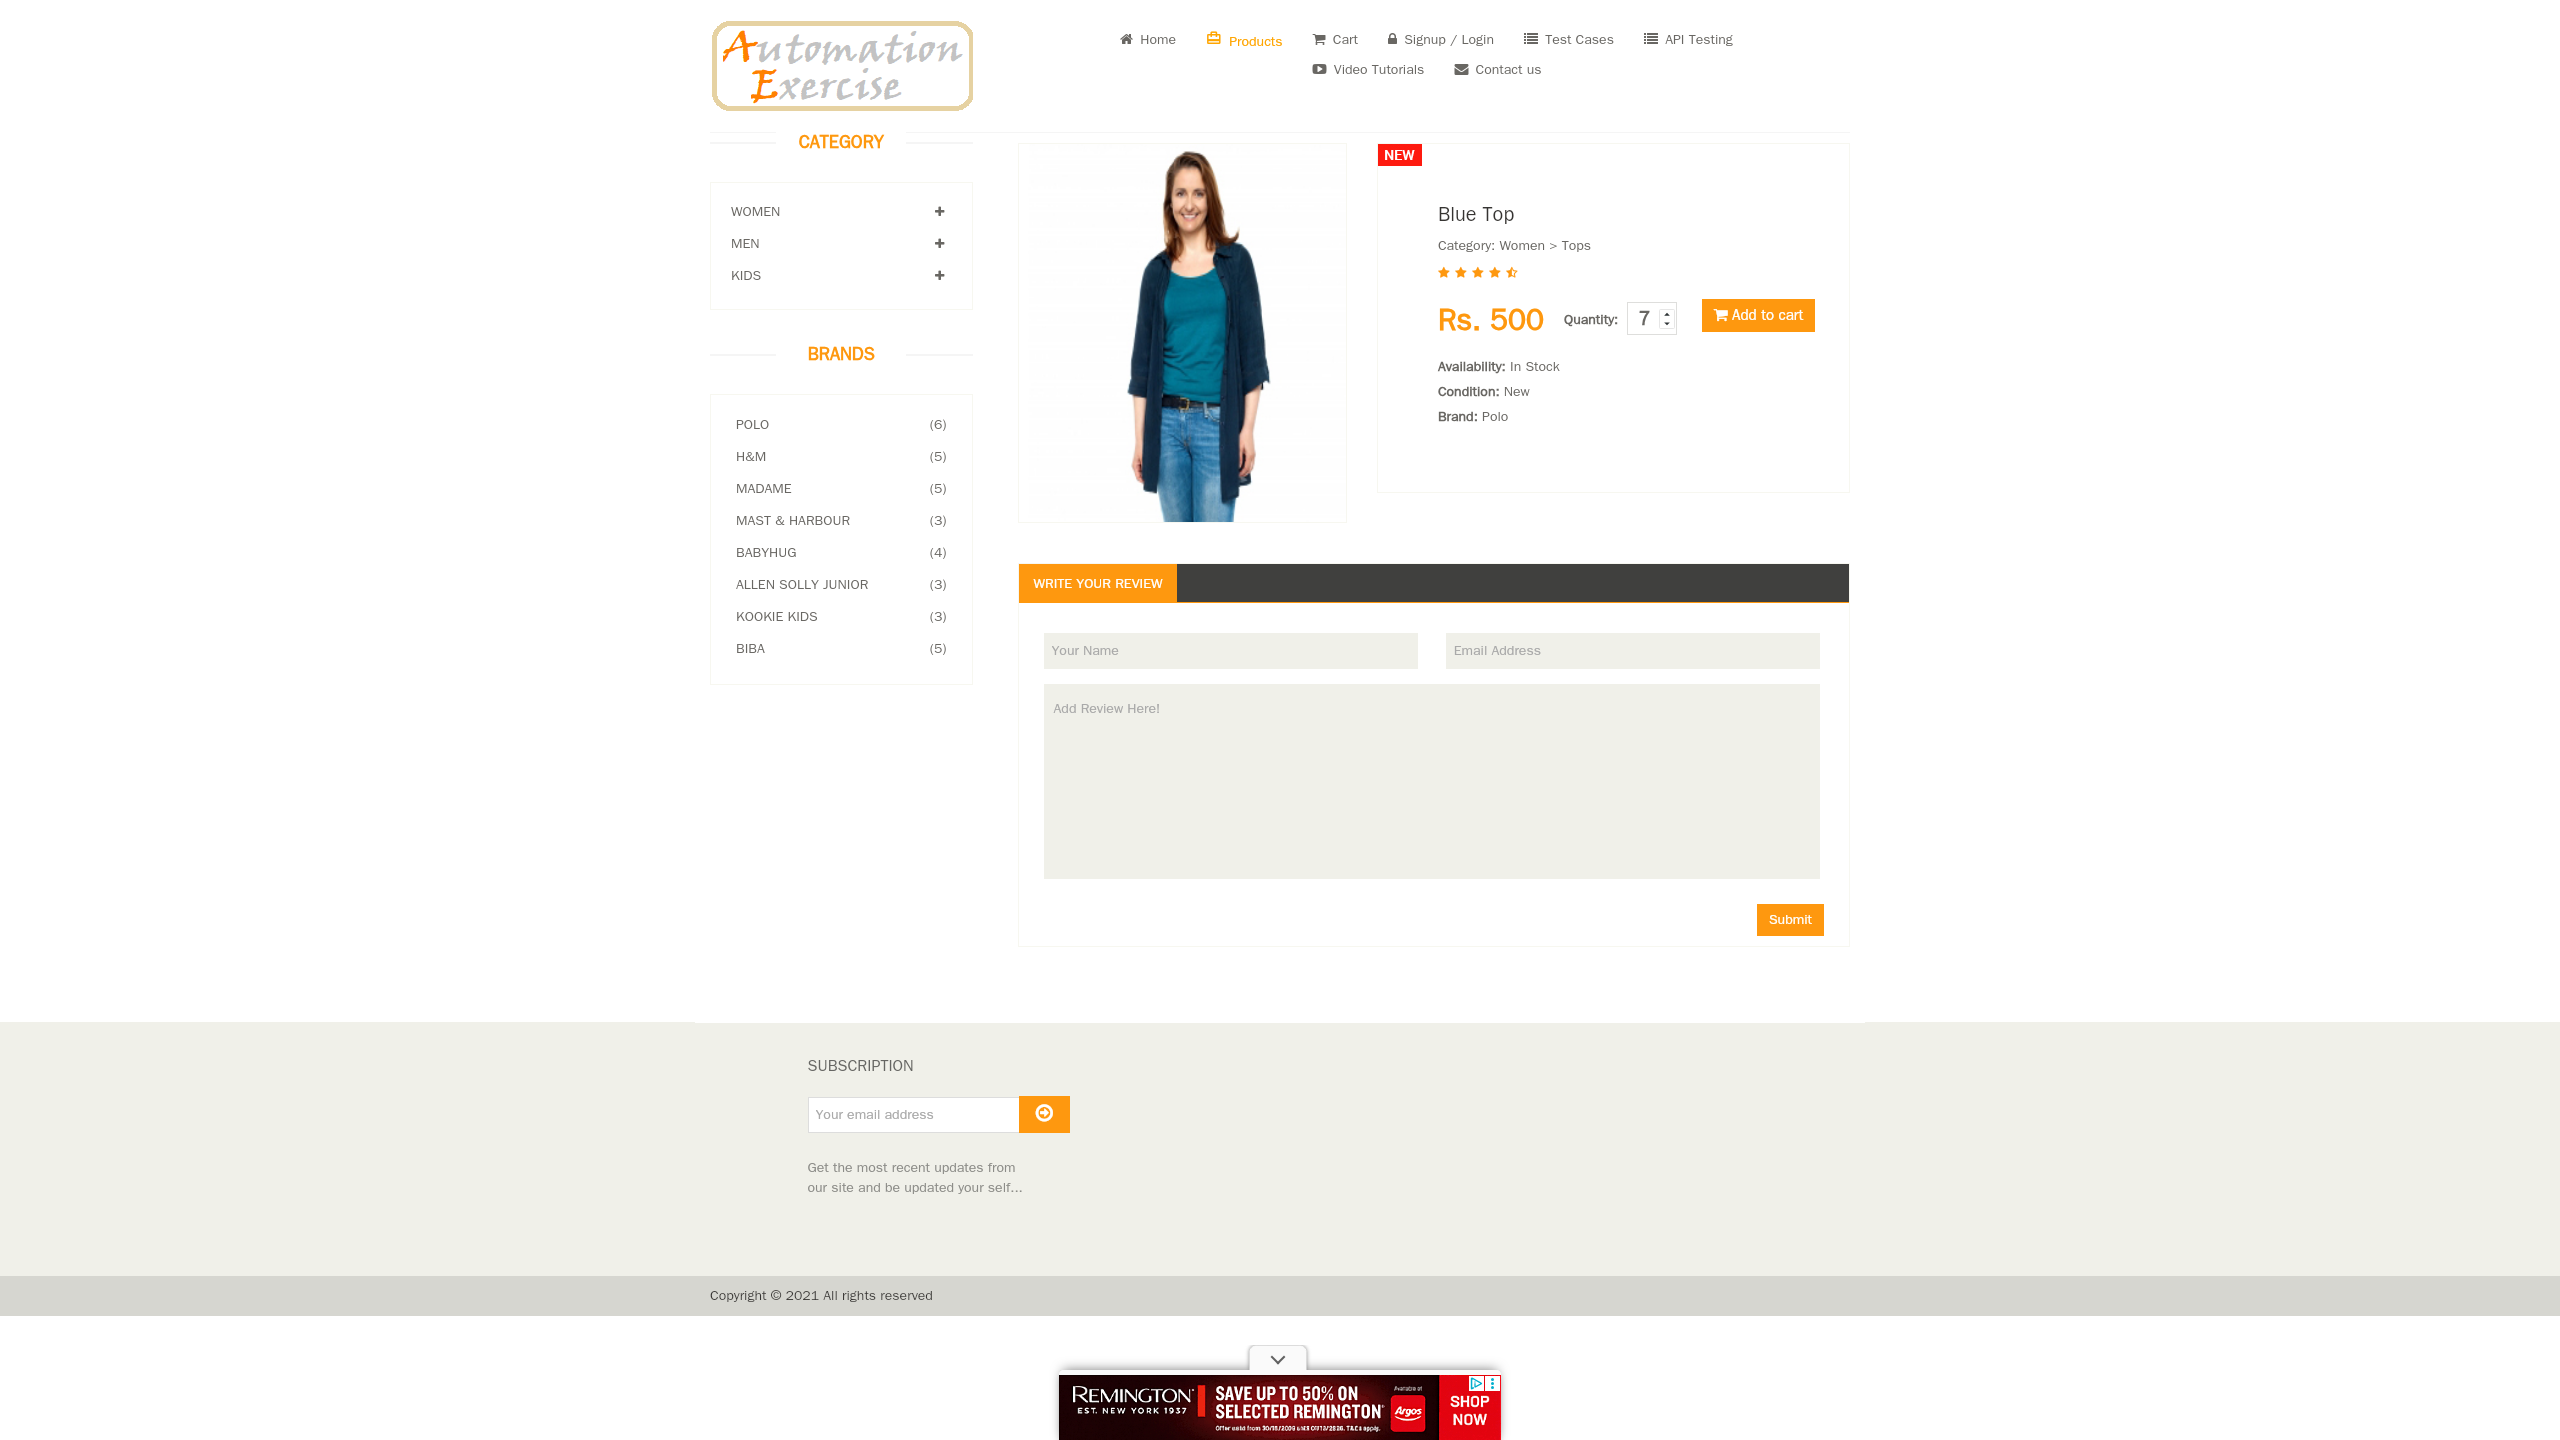 Automation
Exercise
Home
Products
Cart
Signup / Login
Test Cases
API Testing
Video Tutorials
Contact us
CATEGORY
WOMEN
MEN
KIDS
BRANDS
POLO (6)
H&M (5)
MADAME (5)
MAST & HARBOUR (3)
BABYHUG (4)
ALLEN SOLLY JUNIOR (3)
KOOKIE KIDS (3)
BIBA (5)
NEW
Blue Top
Category: Women > Tops
Rs. 500 Quantity: 7 Add to cart
Availability: In Stock
Condition: New
Brand: Polo
WRITE YOUR REVIEW
Your Name
Email Address
Add Review Here!
Submit
SUBSCRIPTION
Your email address
Get the most recent updates from
our site and be updated your self...
Copyright © 2021 All rights reserved
REMINGTON
EST. NEW YORK 1937
SAVE UP TO 50% ON
SELECTED REMINGTON
Available at
Argos
SHOP
NOW